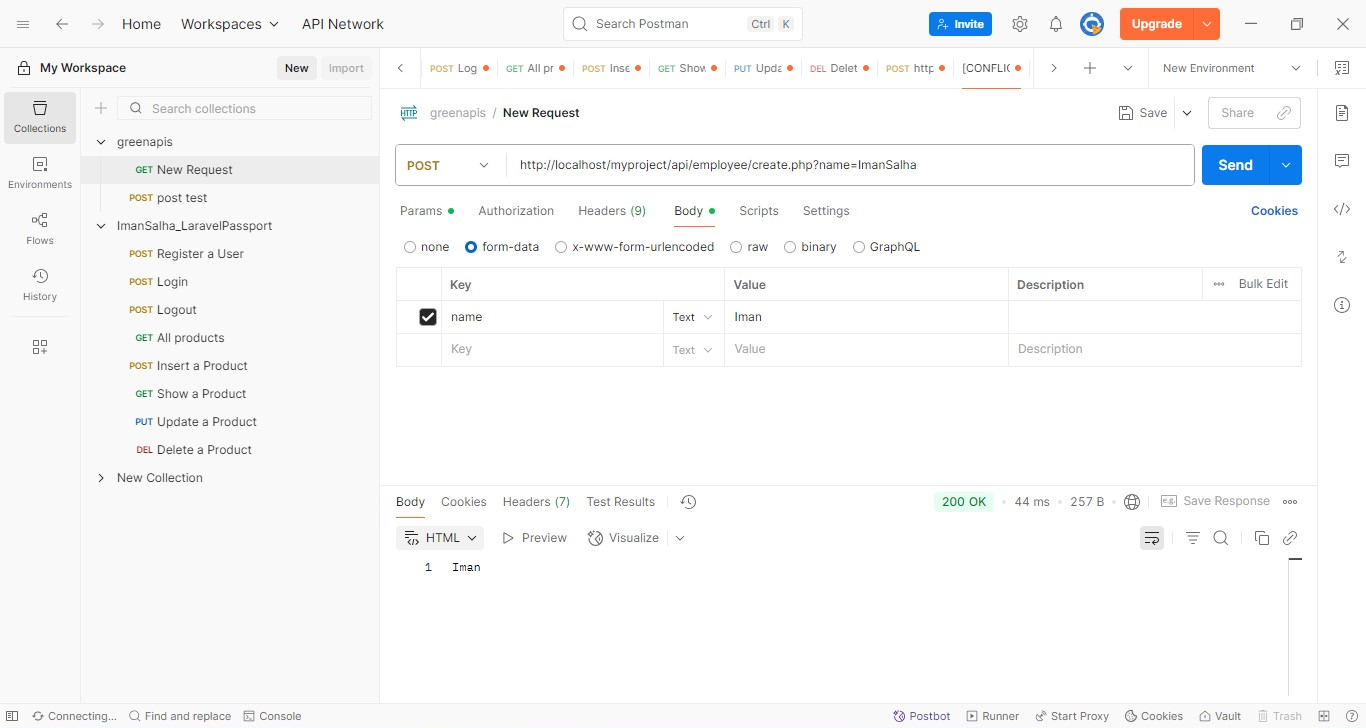 Home Workspaces API Network Search Postman Ctrl K Invite Upgrade
My Workspace New Import
POST Log GET All pr POST Inse GET Show PUT Upda DEL Delet POST http [CONFLIC New Environment
Collections
Environments
Flows
History
Search collections
greenapis
GET New Request
POST post test
ImanSalha_LaravelPassport
POST Register a User
POST Login
POST Logout
GET All products
POST Insert a Product
GET Show a Product
PUT Update a Product
DEL Delete a Product
New Collection
HTTP greenapis / New Request Save Share
POST http://localhost/myproject/api/employee/create.php?name=ImanSalha Send
Params Authorization Headers (9) Body Scripts Settings Cookies
none form-data x-www-form-urlencoded raw binary GraphQL
Key Value Description Bulk Edit
name Text Iman
Key Text Value Description
Body Cookies Headers (7) Test Results 200 OK 44 ms 257 B e.g. Save Response
HTML Preview Visualize
1 Iman
Connecting... Find and replace Console Postbot Runner Start Proxy Cookies Vault Trash